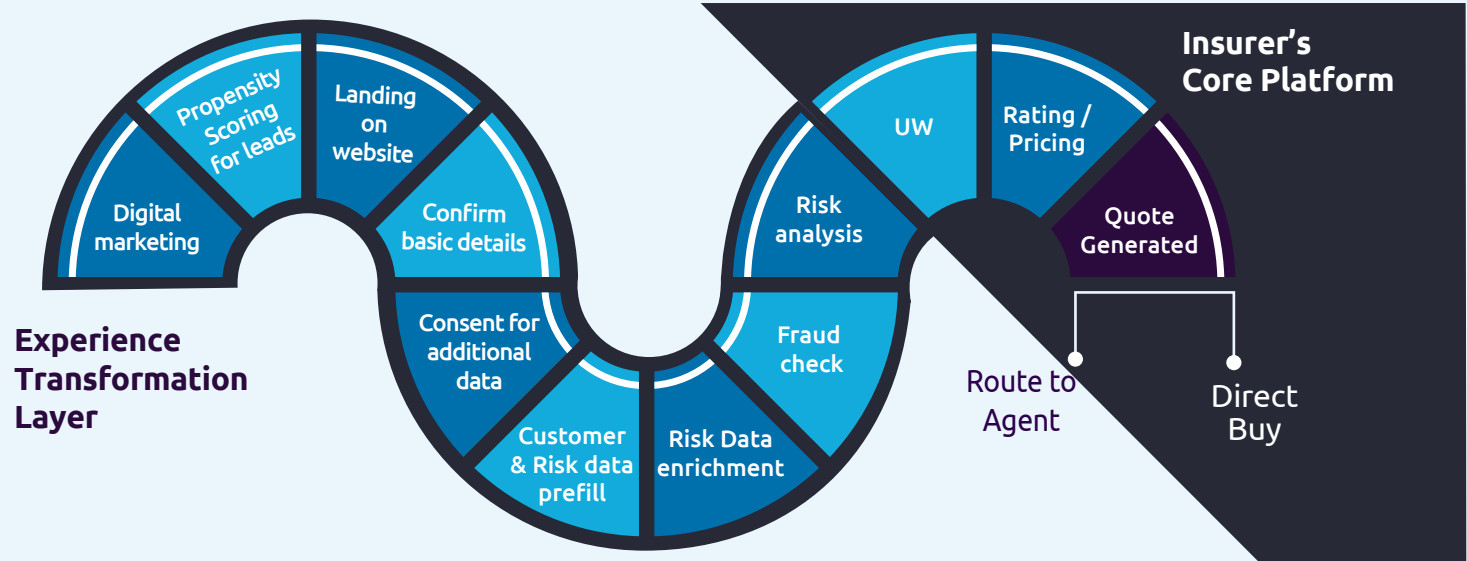 Digital
marketing
Propensity
Scoring
for leads
Landing
on
website
Confirm
basic details
Consent for
additional
data
Customer
& Risk data
prefill
Risk Data
enrichment
Fraud
check
Risk
analysis
UW
Rating /
Pricing
Quote
Generated
Insurer’s
Core Platform
Experience
Transformation
Layer
Route to
Agent
Direct
Buy